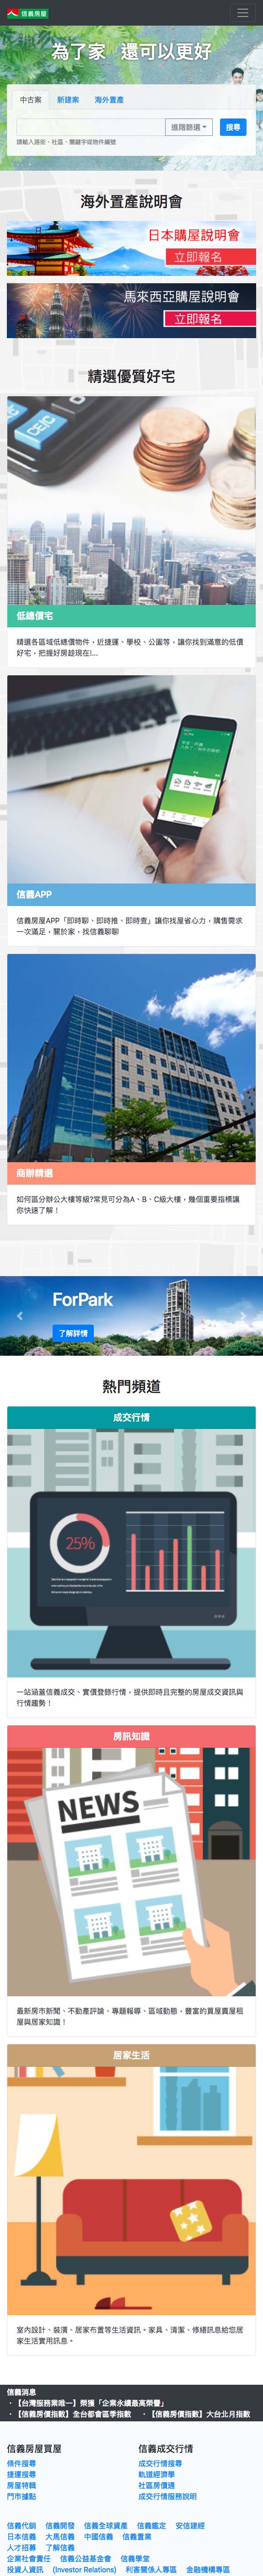 信義房屋
為了家　還可以更好
中古案　新建案　海外置產
進階篩選　搜尋
請輸入路街、社區、關鍵字或物件編號
海外置產說明會
日本購屋說明會
立即報名
馬來西亞購屋說明會
立即報名
精選優質好宅
低總價宅
精選各區域低總價物件，近捷運、學校、公園等，讓你找到滿意的低價
好宅，把握好房趁現在!...
信義APP
信義房屋APP「即時聊、即時推、即時查」讓你找屋省心力，購售需求
一次滿足，關於家，找信義聊聊
商辦精選
如何區分辦公大樓等級?常見可分為A、B、C級大樓，幾個重要指標讓
你快速了解！
ForPark
了解詳情
熱門頻道
成交行情
25%
一站涵蓋信義成交、實價登錄行情，提供即時且完整的房屋成交資訊與
行情趨勢！
房訊知識
NEWS
最新房市新聞、不動產評論、專題報導、區域動態，豐富的買屋賣屋租
屋與居家知識！
居家生活
室內設計、裝潢、居家布置等生活資訊。家具、清潔、修繕訊息給您居
家生活實用訊息。
信義消息
・【台灣服務業唯一】榮獲「企業永續最高榮譽」
・【信義房價指數】全台都會區季指數　・【信義房價指數】大台北月指數
信義房屋買屋　信義成交行情
條件搜尋　成交行情搜尋
捷運搜尋　軌道經濟學
房屋特輯　社區房價通
門市據點　成交行情服務說明
信義代銷　信義開發　信義全球資產　信義鑑定　安信建經
日本信義　大馬信義　中國信義　信義置業
人才招募　了解信義
企業社會責任　信義公益基金會　信義學堂
投資人資訊　(Investor Relations)　利害關係人專區　金融機構專區